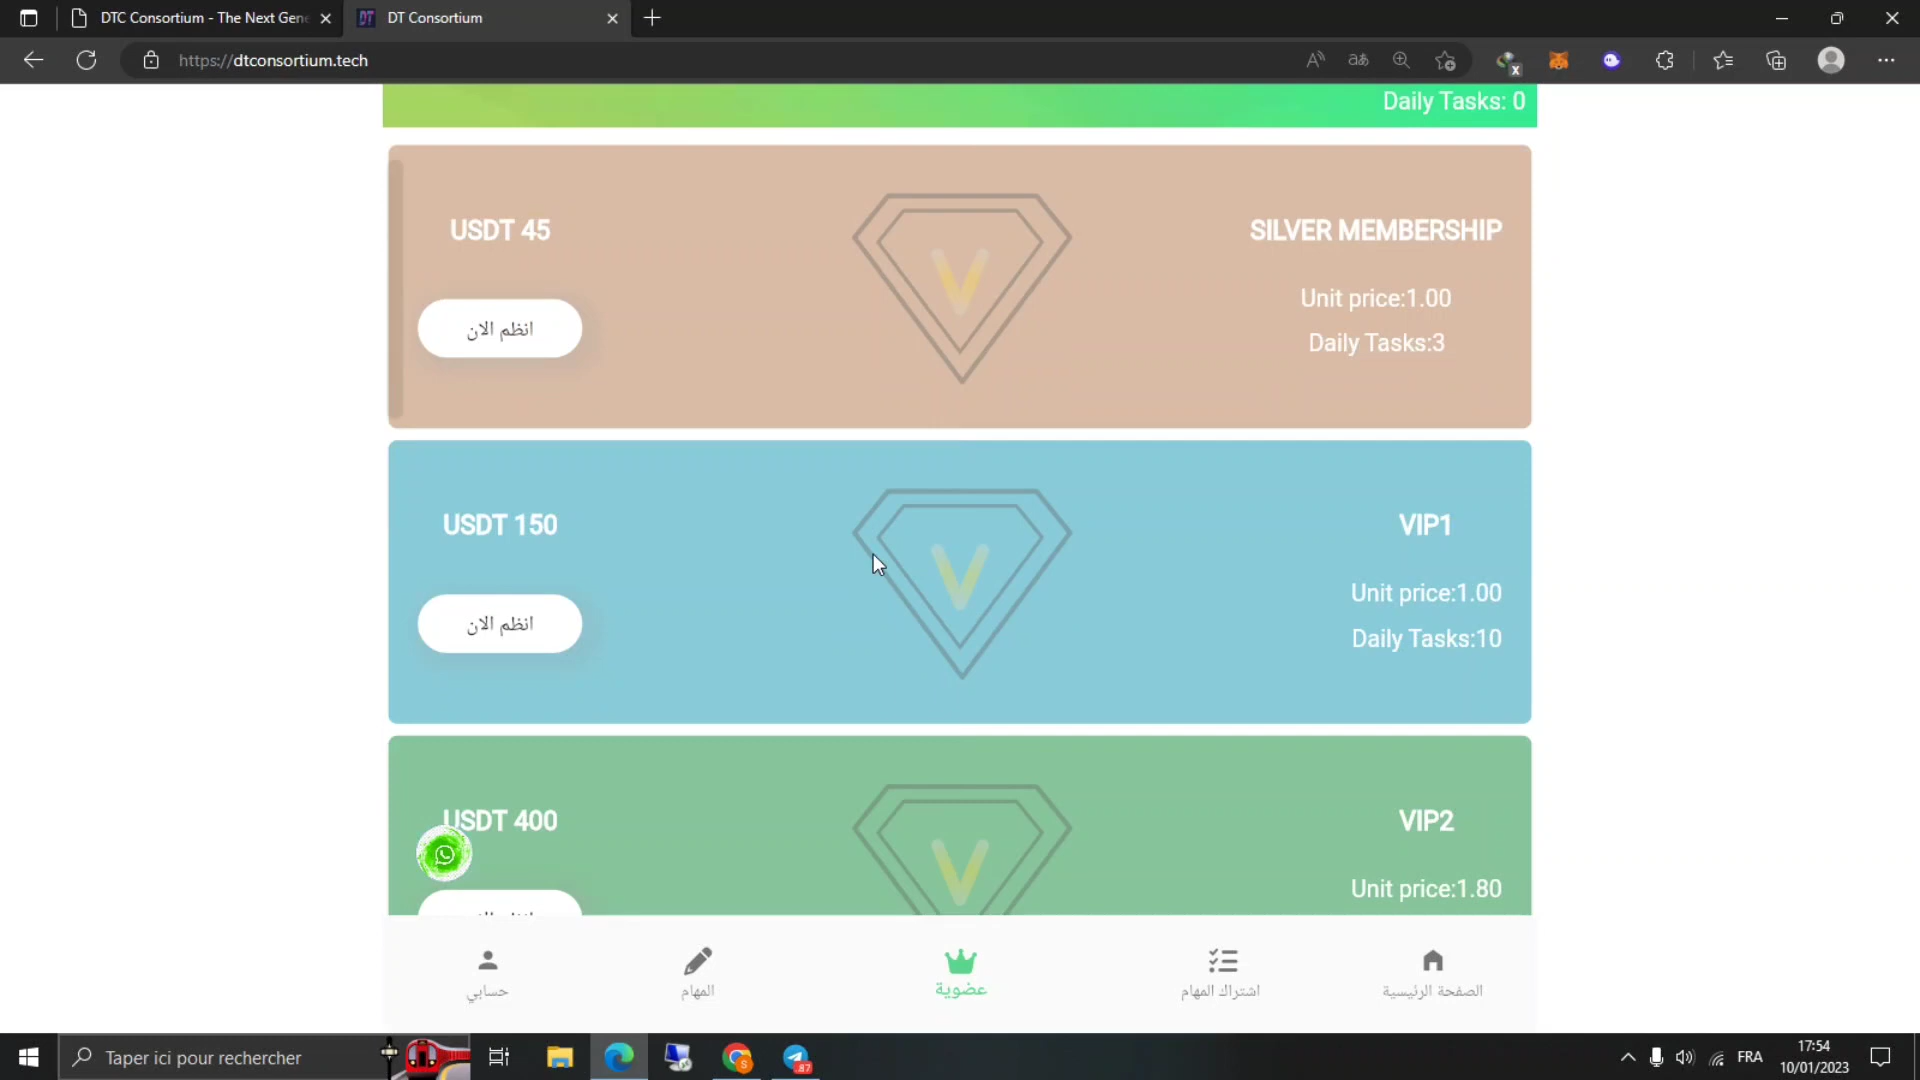 DTC Consortium - The Next Gene
DT Consortium
https://dtconsortium.tech
Daily Tasks: 0
USDT 45
SILVER MEMBERSHIP
Unit price:1.00
انظم الان
Daily Tasks:3
USDT 150
VIP1
Unit price:1.00
انظم الان
Daily Tasks:10
USDT 400
VIP2
Unit price:1.80
الصفحة الرئيسية
اشتراك المهام
عضوية
المهام
حسابي
Taper ici pour rechercher
87
FRA
17:54
10/01/2023